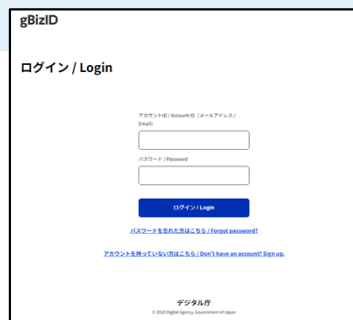 gBizID
ログイン / Login
アカウントID / Account ID（メールアドレス /
Email）
パスワード / Password
ログイン / Login
パスワードを忘れた方はこちら / Forgot password?
アカウントを持っていない方はこちら / Don't have an account? Sign up.
デジタル庁
© 2020 Digital Agency, Government of Japan